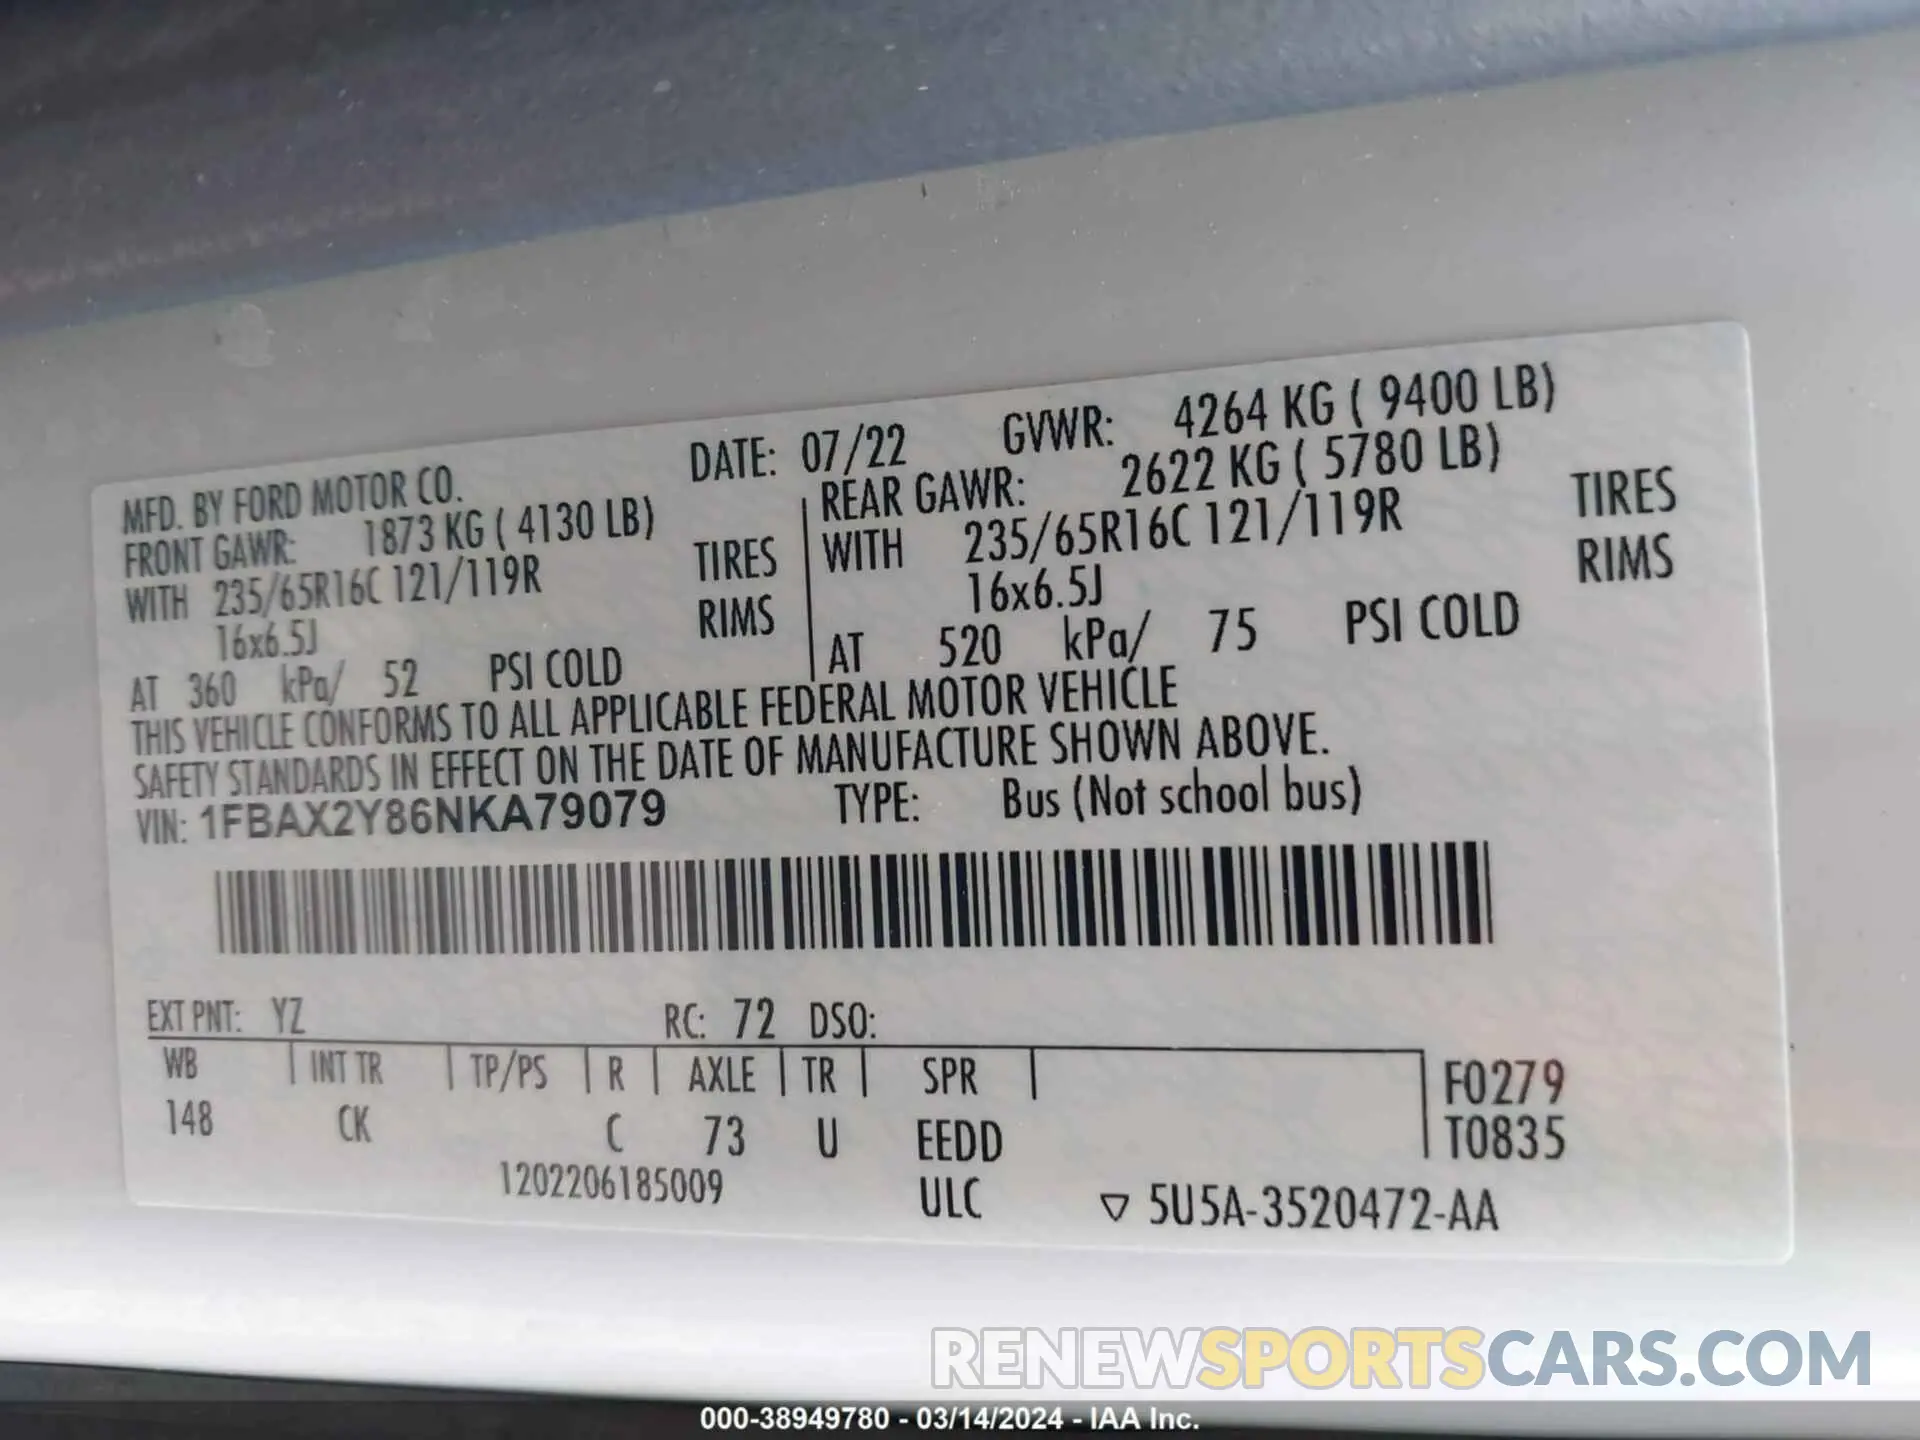 MFD. BY FORD MOTOR CO. DATE: 07/22 GVWR: 4264 KG ( 9400 LB)
FRONT GAWR: 1873 KG ( 4130 LB) REAR GAWR: 2622 KG ( 5780 LB)
WITH 235/65R16C 121/119R TIRES WITH 235/65R16C 121/119R TIRES
16x6.5J RIMS 16x6.5J RIMS
AT 360 kPa/ 52 PSI COLD AT 520 kPa/ 75 PSI COLD
THIS VEHICLE CONFORMS TO ALL APPLICABLE FEDERAL MOTOR VEHICLE
SAFETY STANDARDS IN EFFECT ON THE DATE OF MANUFACTURE SHOWN ABOVE.
VIN: 1FBAX2Y86NKA79079 TYPE: Bus (Not school bus)
EXT PNT: YZ RC: 72 DSO:
WB INT TR TP/PS R AXLE TR SPR F0279
148 CK C 73 U EEDD T0835
1202206185009 ULC ▽ 5U5A-3520472-AA
RENEWSPORTSCARS.COM
000-38949780 - 03/14/2024 - IAA Inc.